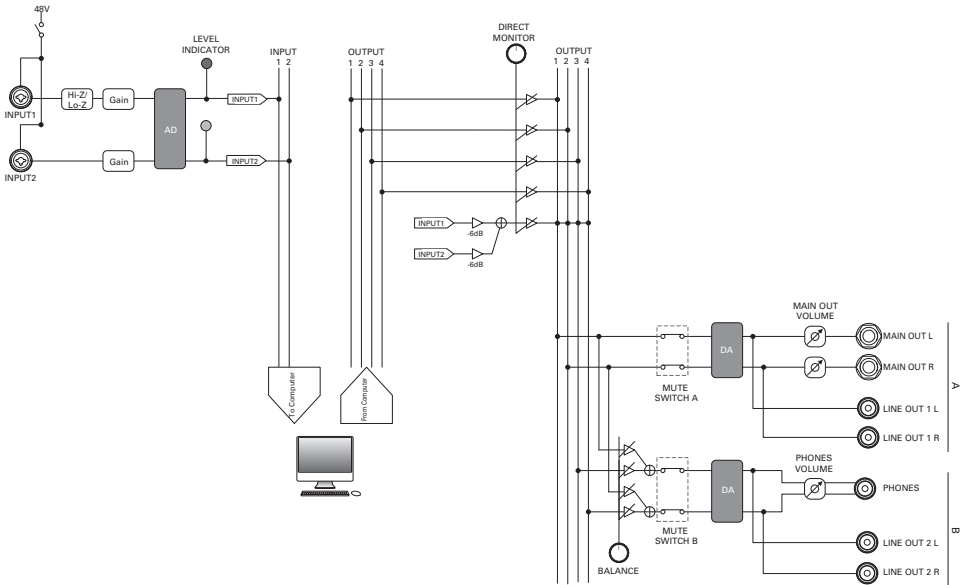 48V
LEVEL
INDICATOR
INPUT
1 2
OUTPUT
1 2 3 4
DIRECT
MONITOR
OUTPUT
1 2 3 4
INPUT1
Hi-Z/
Lo-Z
Gain
AD
INPUT1
INPUT2
Gain
INPUT2
INPUT1
-6dB
INPUT2
-6dB
To Computer
From Computer
MAIN OUT
VOLUME
DA
MAIN OUT L
MAIN OUT R
MUTE
SWITCH A
LINE OUT 1 L
LINE OUT 1 R
A
PHONES
VOLUME
DA
PHONES
MUTE
SWITCH B
LINE OUT 2 L
LINE OUT 2 R
B
BALANCE